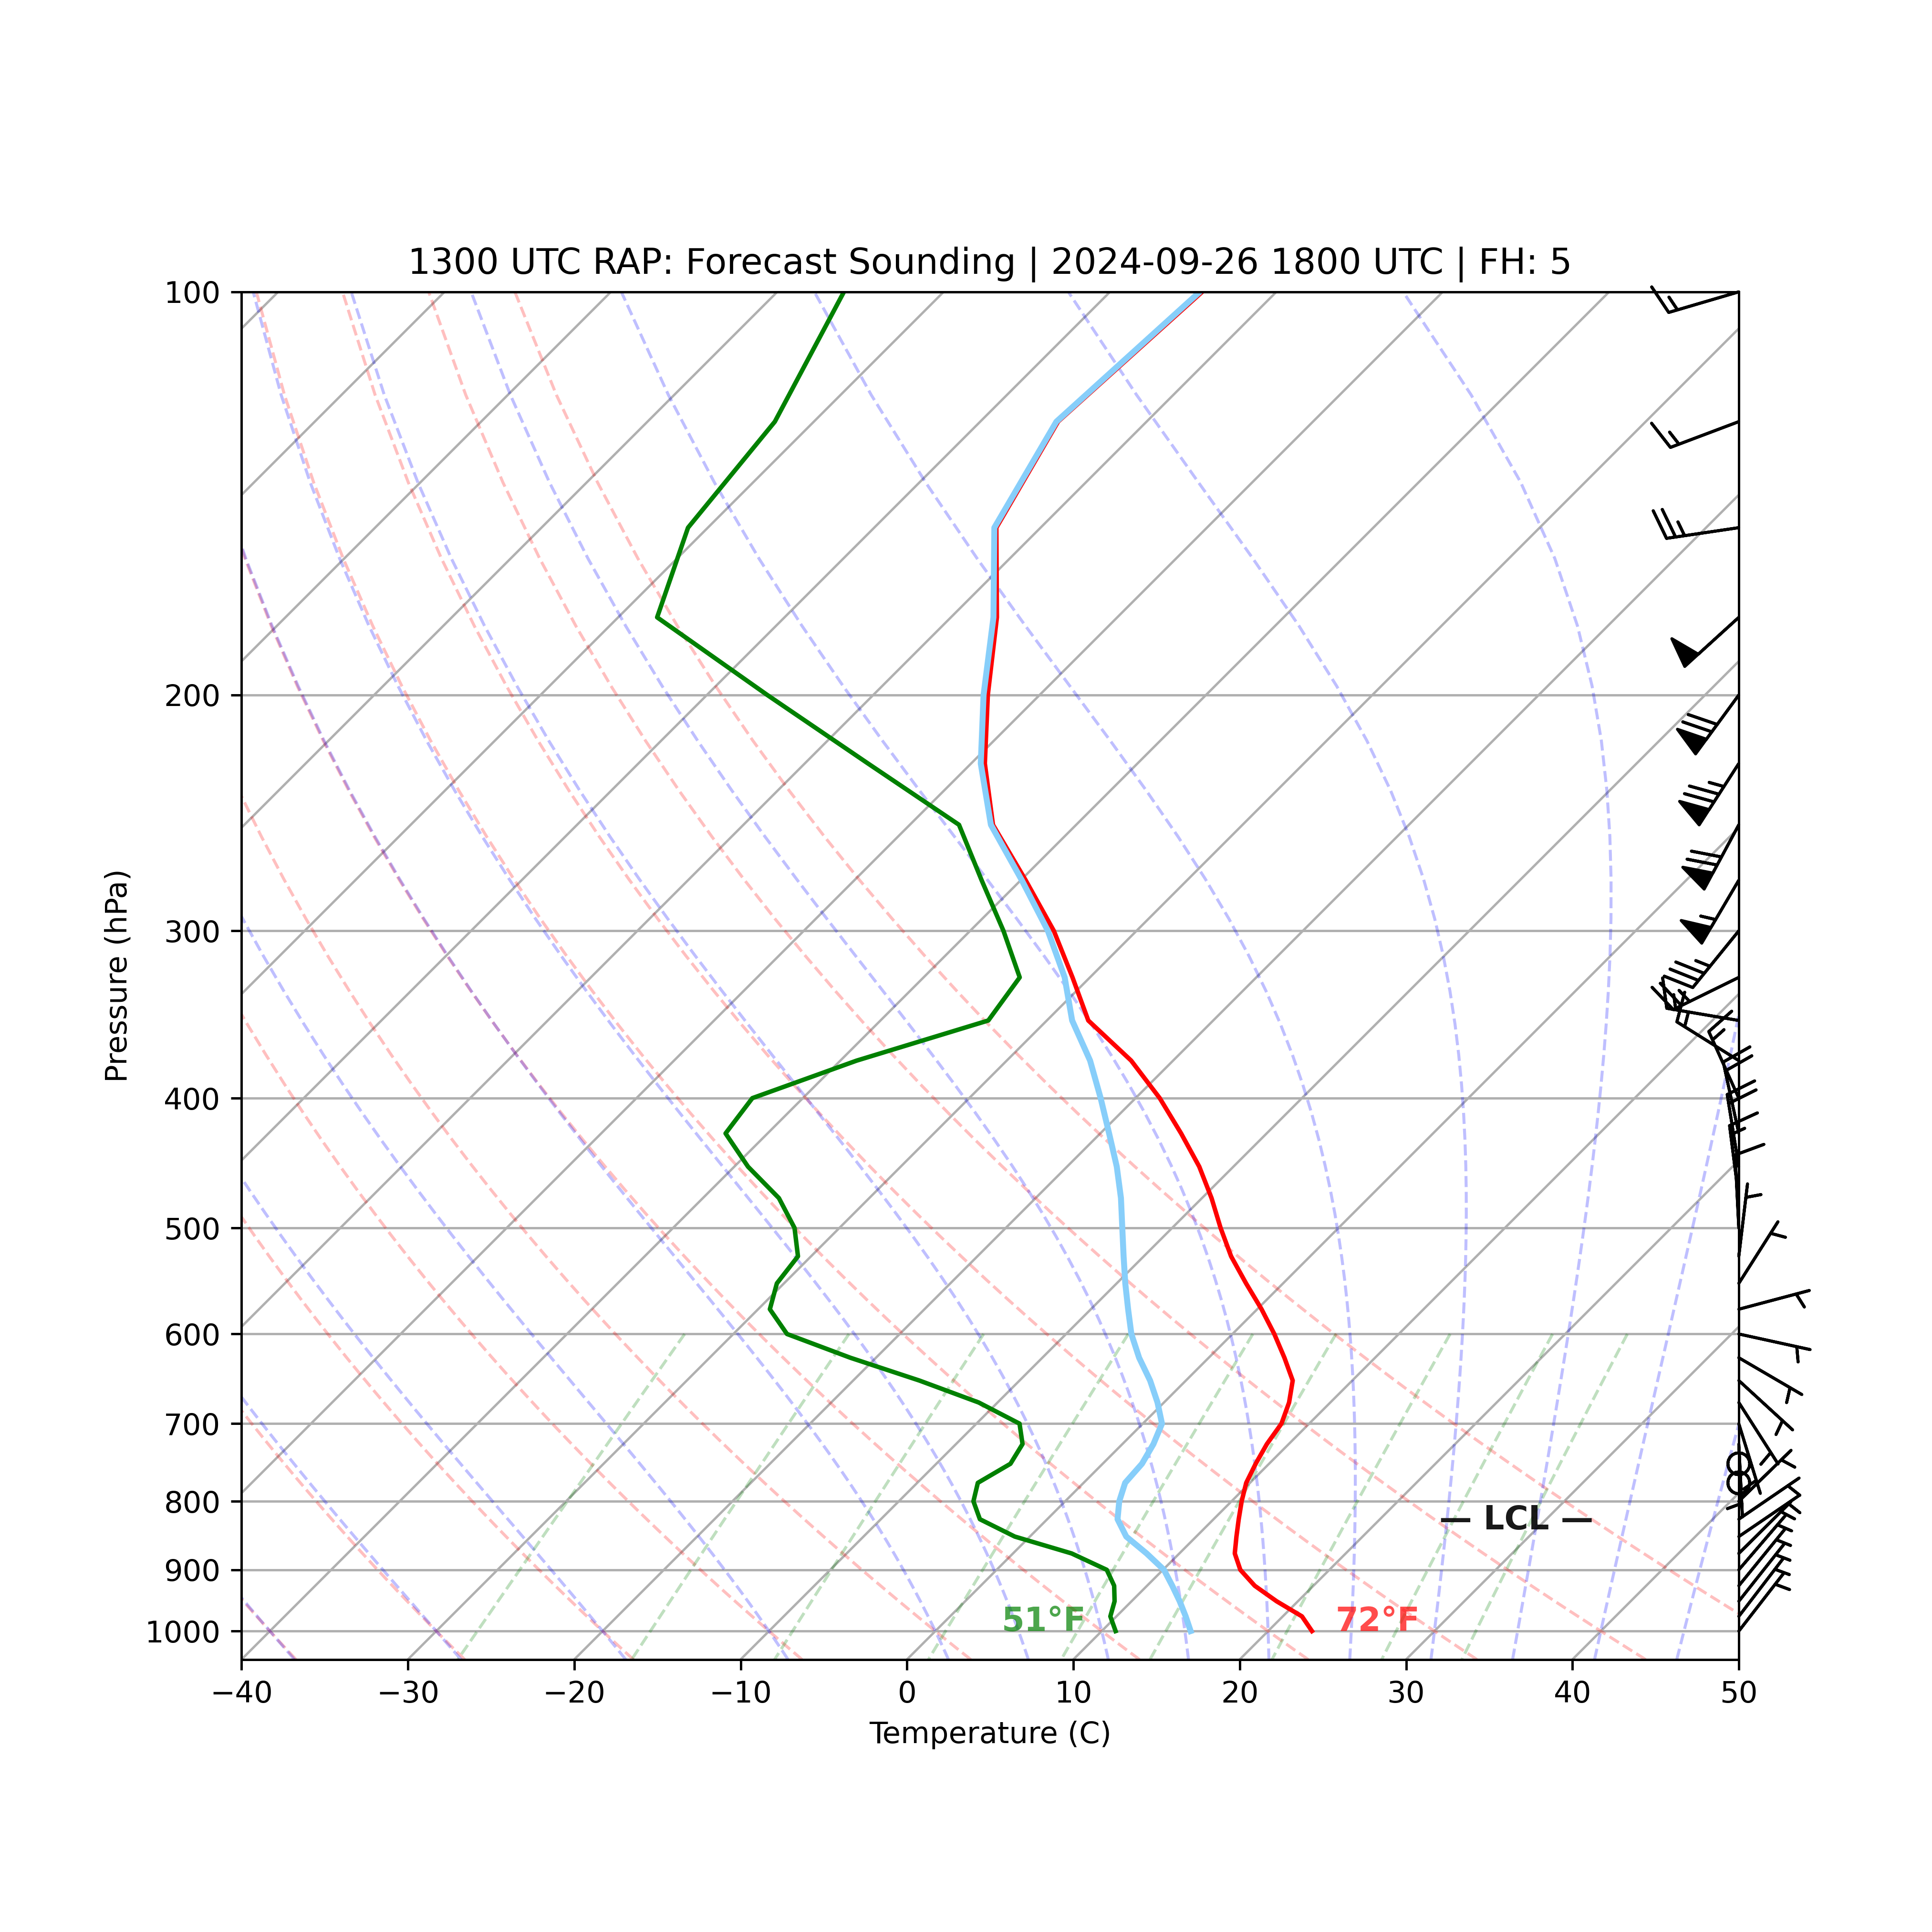 1300 UTC RAP: Forecast Sounding | 2024-09-26 1800 UTC | FH: 5
100
200
300
400
500
600
700
800
900
1000
Pressure (hPa)
— LCL —
51°F
72°F
−40 −30 −20 −10 0 10 20 30 40 50
Temperature (C)